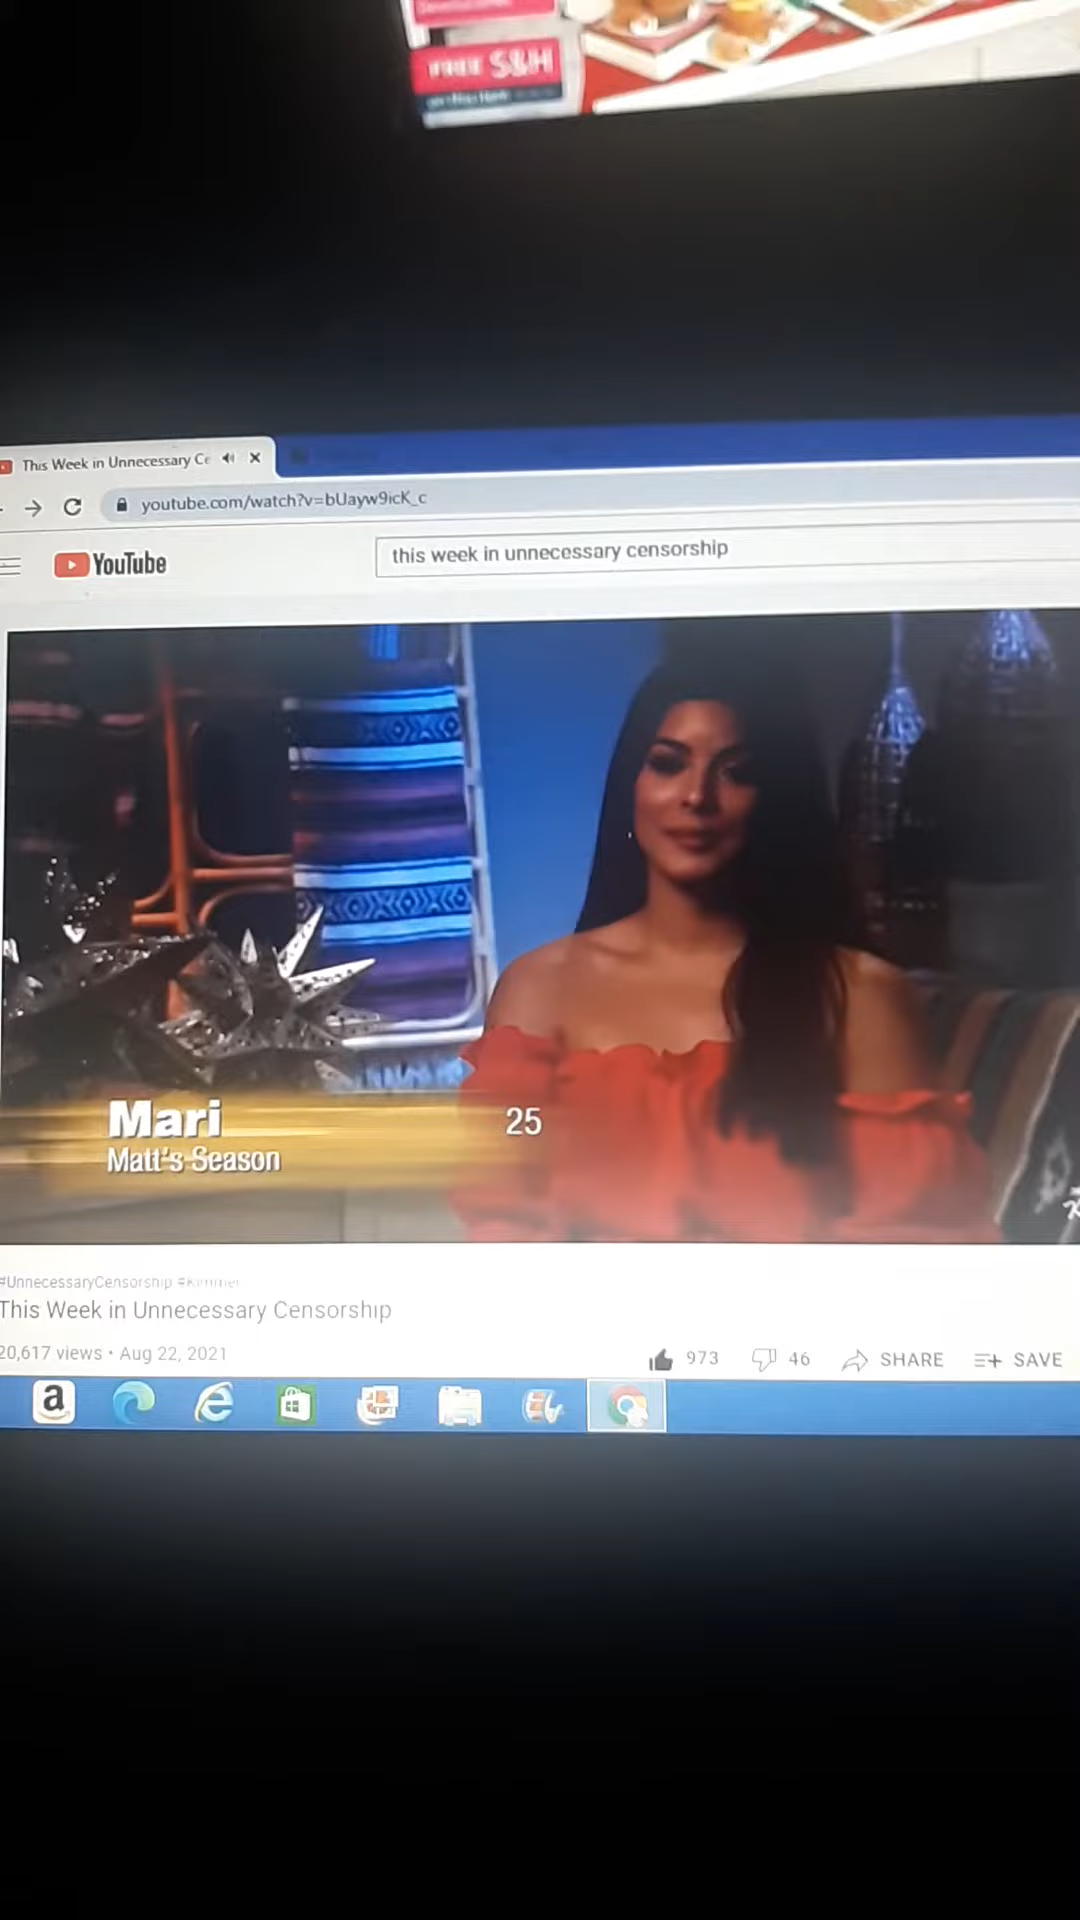 FREE S&H
This Week in Unnecessary Ce
youtube.com/watch?v=bUayw9icK_c
YouTube
this week in unnecessary censorship
Mari
25
Matt's Season
#UnnecessaryCensorship #Kimmel
This Week in Unnecessary Censorship
20,617 views • Aug 22, 2021
973
46
SHARE
SAVE
a